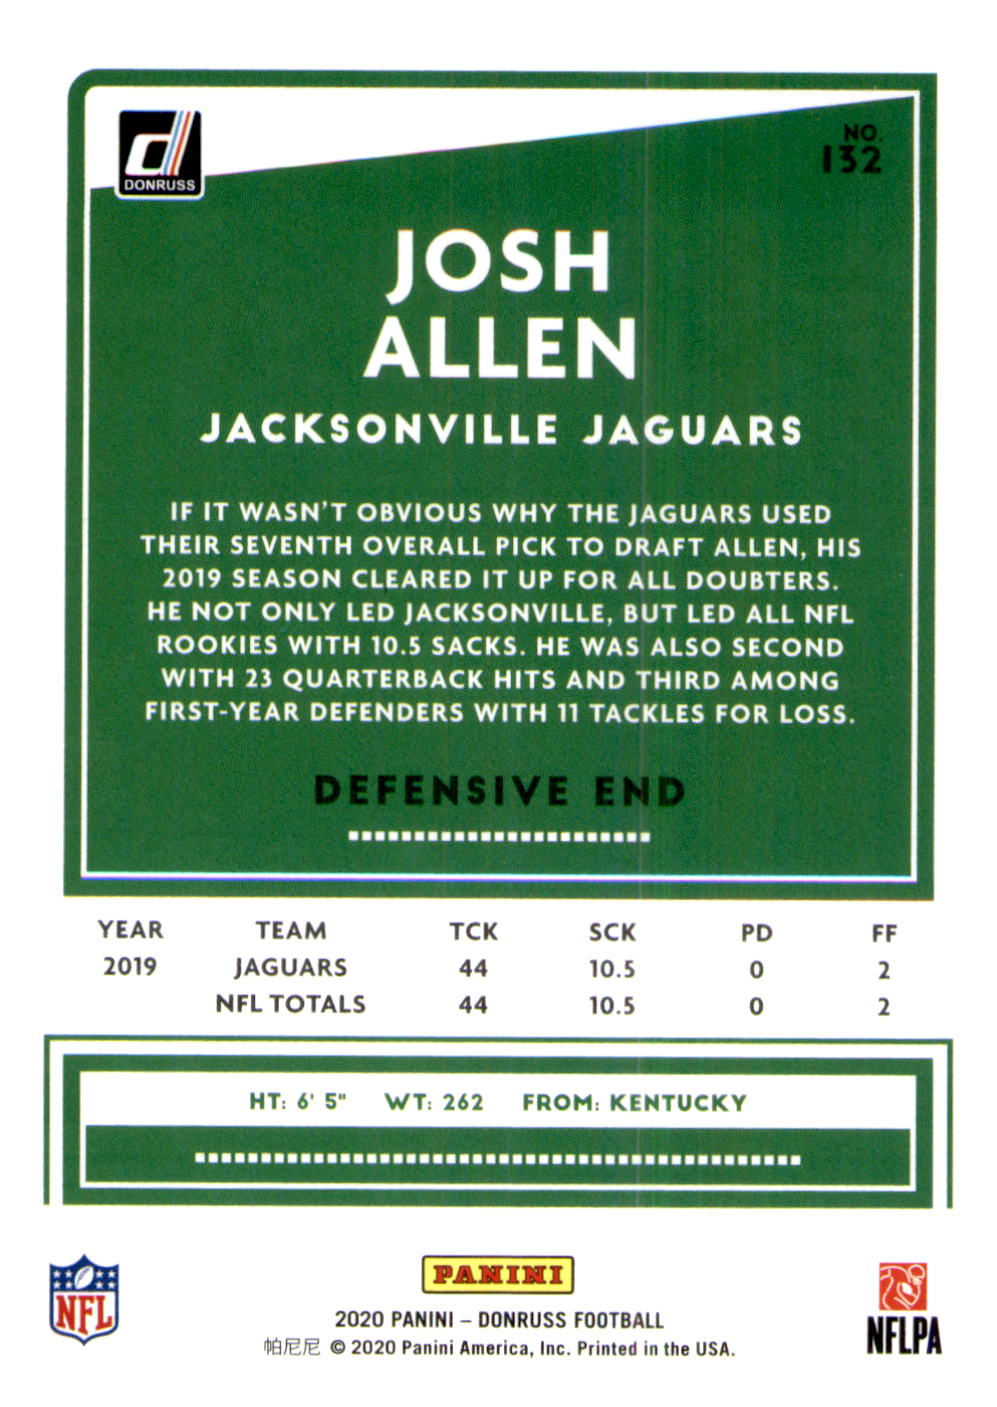 DONRUSS
NO.
132
JOSH
ALLEN
JACKSONVILLE JAGUARS
IF IT WASN'T OBVIOUS WHY THE JAGUARS USED
THEIR SEVENTH OVERALL PICK TO DRAFT ALLEN, HIS
2019 SEASON CLEARED IT UP FOR ALL DOUBTERS.
HE NOT ONLY LED JACKSONVILLE, BUT LED ALL NFL
ROOKIES WITH 10.5 SACKS. HE WAS ALSO SECOND
WITH 23 QUARTERBACK HITS AND THIRD AMONG
FIRST-YEAR DEFENDERS WITH 11 TACKLES FOR LOSS.
DEFENSIVE END
YEAR TEAM TCK SCK PD FF
2019 JAGUARS 44 10.5 0 2
NFL TOTALS 44 10.5 0 2
HT: 6' 5" WT: 262 FROM: KENTUCKY
NFL
PANINI
2020 PANINI – DONRUSS FOOTBALL
帕尼尼 © 2020 Panini America, Inc. Printed in the USA.
NFLPA